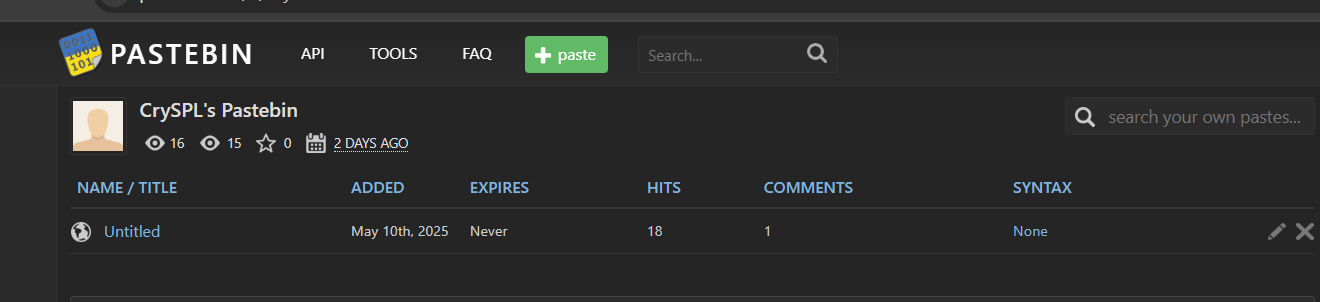 PASTEBIN API TOOLS FAQ + paste Search...
CrySPL's Pastebin
search your own pastes...
16 15 0 2 DAYS AGO
NAME / TITLE ADDED EXPIRES HITS COMMENTS SYNTAX
Untitled May 10th, 2025 Never 18 1 None